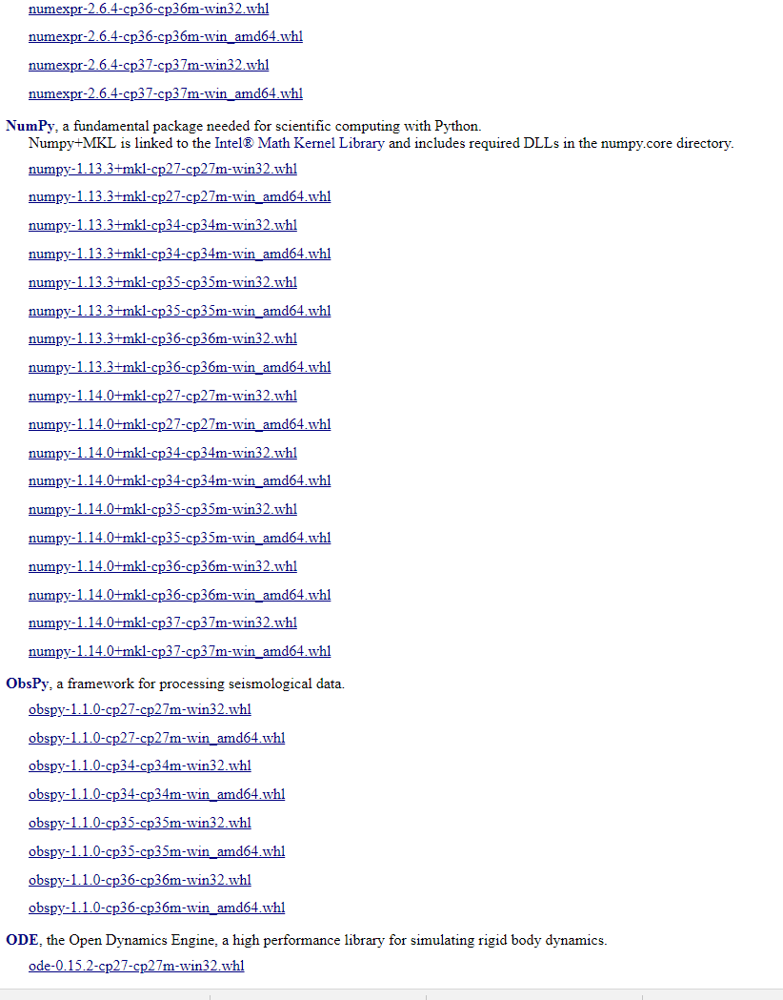 numexpr-2.6.4-cp36-cp36m-win32.whl
numexpr-2.6.4-cp36-cp36m-win_amd64.whl
numexpr-2.6.4-cp37-cp37m-win32.whl
numexpr-2.6.4-cp37-cp37m-win_amd64.whl
NumPy, a fundamental package needed for scientific computing with Python.
Numpy+MKL is linked to the Intel® Math Kernel Library and includes required DLLs in the numpy.core directory.
numpy-1.13.3+mkl-cp27-cp27m-win32.whl
numpy-1.13.3+mkl-cp27-cp27m-win_amd64.whl
numpy-1.13.3+mkl-cp34-cp34m-win32.whl
numpy-1.13.3+mkl-cp34-cp34m-win_amd64.whl
numpy-1.13.3+mkl-cp35-cp35m-win32.whl
numpy-1.13.3+mkl-cp35-cp35m-win_amd64.whl
numpy-1.13.3+mkl-cp36-cp36m-win32.whl
numpy-1.13.3+mkl-cp36-cp36m-win_amd64.whl
numpy-1.14.0+mkl-cp27-cp27m-win32.whl
numpy-1.14.0+mkl-cp27-cp27m-win_amd64.whl
numpy-1.14.0+mkl-cp34-cp34m-win32.whl
numpy-1.14.0+mkl-cp34-cp34m-win_amd64.whl
numpy-1.14.0+mkl-cp35-cp35m-win32.whl
numpy-1.14.0+mkl-cp35-cp35m-win_amd64.whl
numpy-1.14.0+mkl-cp36-cp36m-win32.whl
numpy-1.14.0+mkl-cp36-cp36m-win_amd64.whl
numpy-1.14.0+mkl-cp37-cp37m-win32.whl
numpy-1.14.0+mkl-cp37-cp37m-win_amd64.whl
ObsPy, a framework for processing seismological data.
obspy-1.1.0-cp27-cp27m-win32.whl
obspy-1.1.0-cp27-cp27m-win_amd64.whl
obspy-1.1.0-cp34-cp34m-win32.whl
obspy-1.1.0-cp34-cp34m-win_amd64.whl
obspy-1.1.0-cp35-cp35m-win32.whl
obspy-1.1.0-cp35-cp35m-win_amd64.whl
obspy-1.1.0-cp36-cp36m-win32.whl
obspy-1.1.0-cp36-cp36m-win_amd64.whl
ODE, the Open Dynamics Engine, a high performance library for simulating rigid body dynamics.
ode-0.15.2-cp27-cp27m-win32.whl